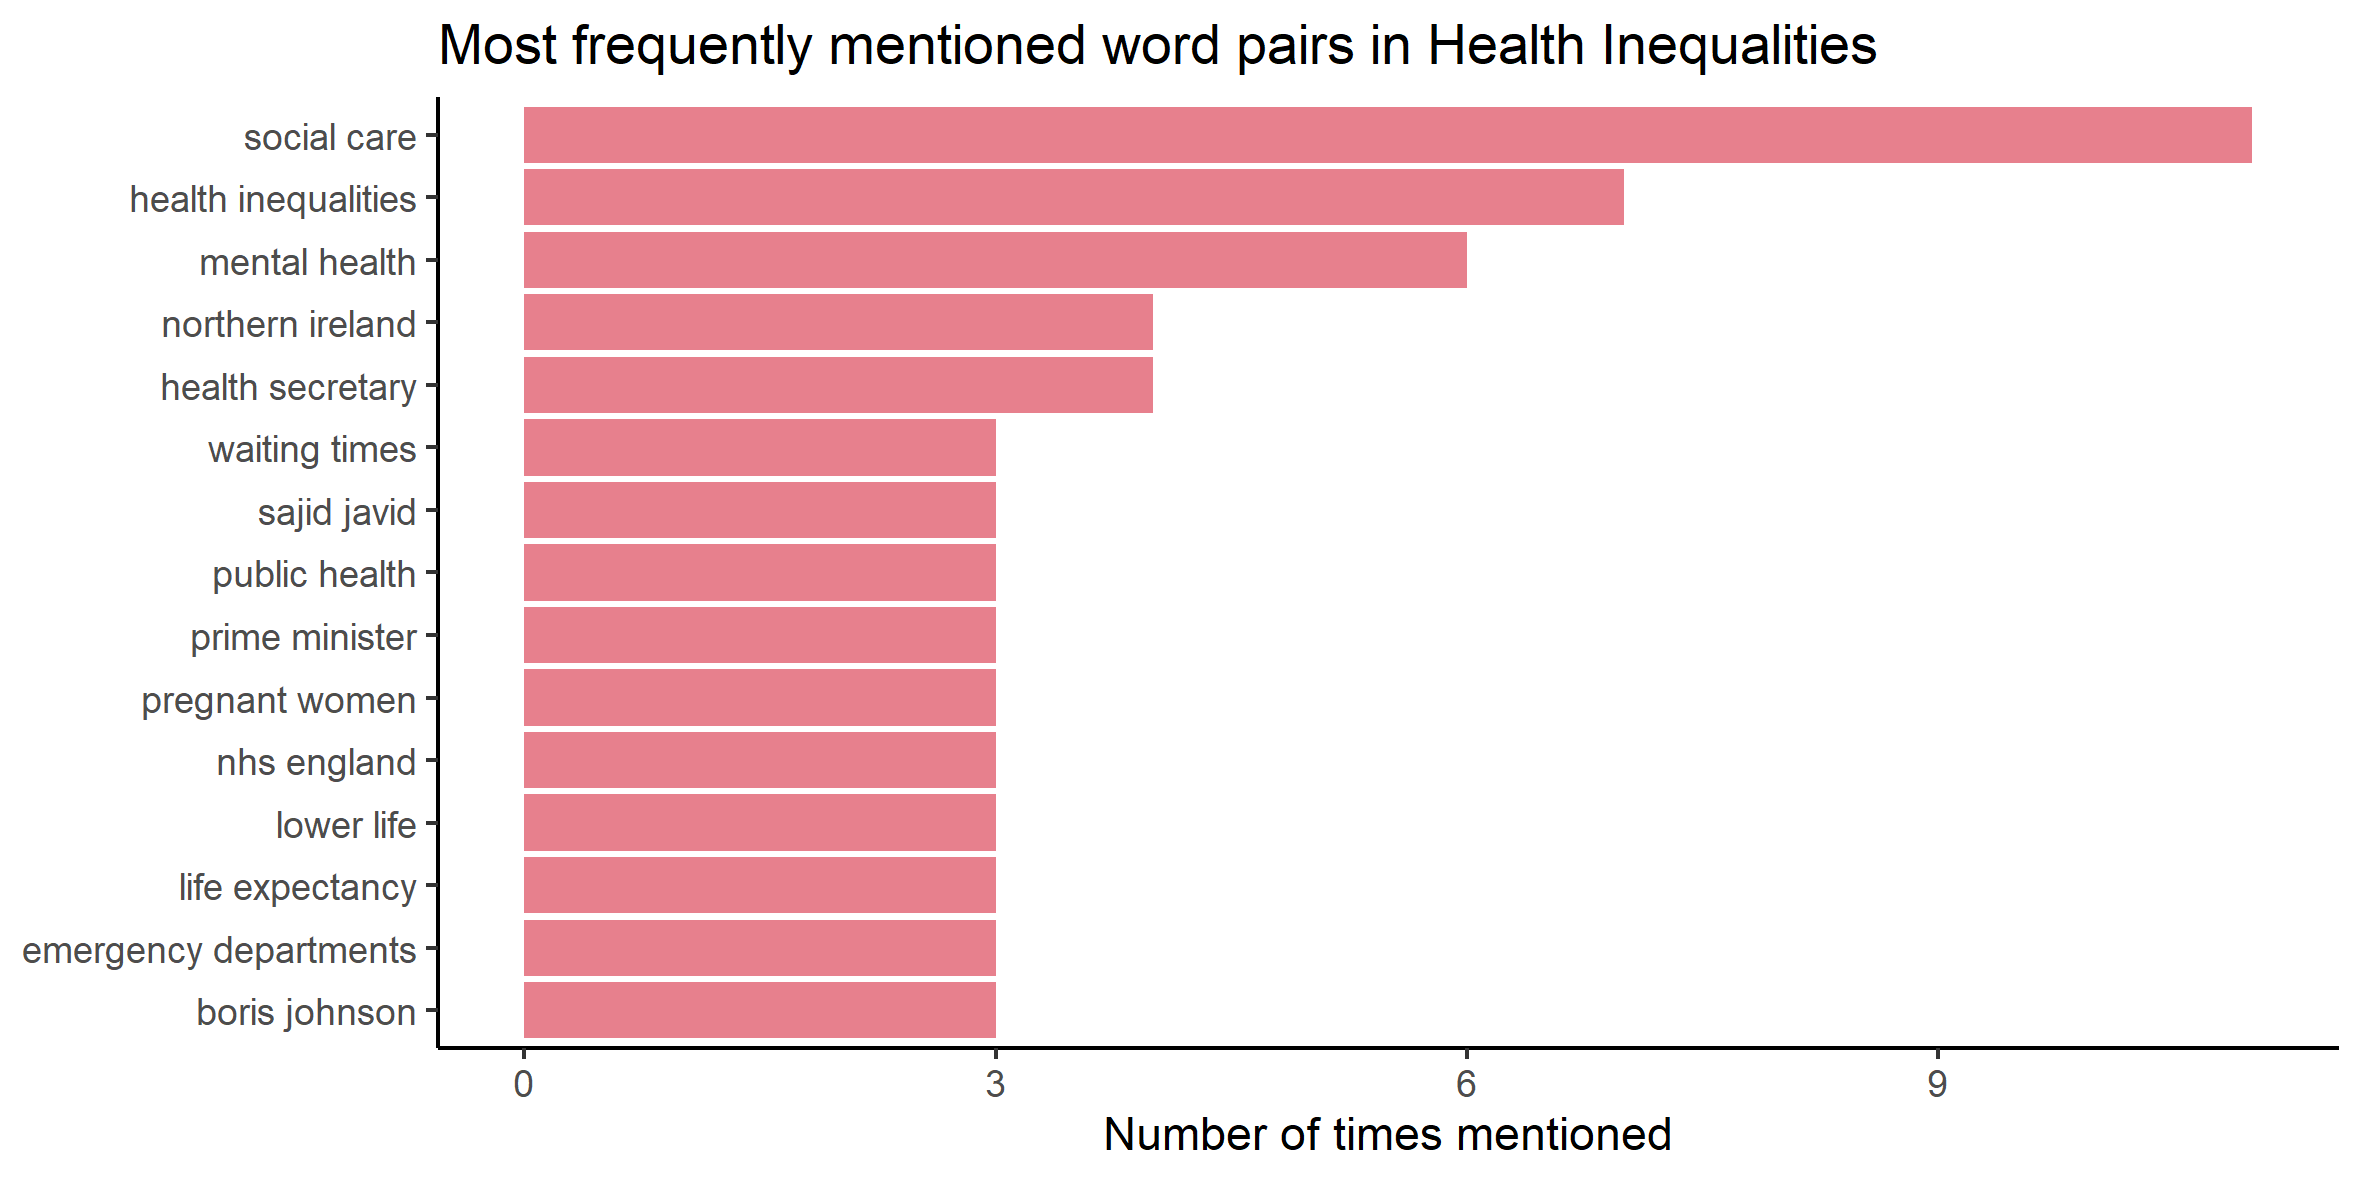 Most frequently mentioned word pairs in Health Inequalities
social care
health inequalities
mental health
northern ireland
health secretary
waiting times
sajid javid
public health
prime minister
pregnant women
nhs england
lower life
life expectancy
emergency departments
boris johnson
0 3 6 9
Number of times mentioned